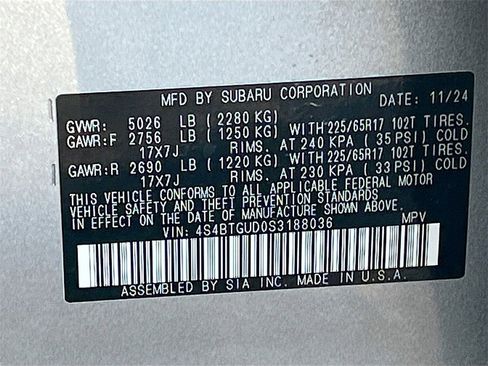 MFD BY SUBARU CORPORATION
DATE: 11/24
GVWR: 5026 LB (2280 KG)
GAWR:F 2756 LB (1250 KG)WITH 225/65R17 102T TIRES.
17X7J RIMS. AT 240 KPA (35 PSI) COLD
GAWR:R 2690 LB (1220 KG)WITH 225/65R17 102T TIRES.
17X7J RIMS. AT 230 KPA (33 PSI) COLD
THIS VEHICLE CONFORMS TO ALL APPLICABLE FEDERAL MOTOR
VEHICLE SAFETY AND THEFT PREVENTION STANDARDS
IN EFFECT ON THE DATE OF MANUFACTURE SHOWN ABOVE.
VIN: 4S4BTGUD0S3188036 MPV
ASSEMBLED BY SIA INC. MADE IN U.S.A.